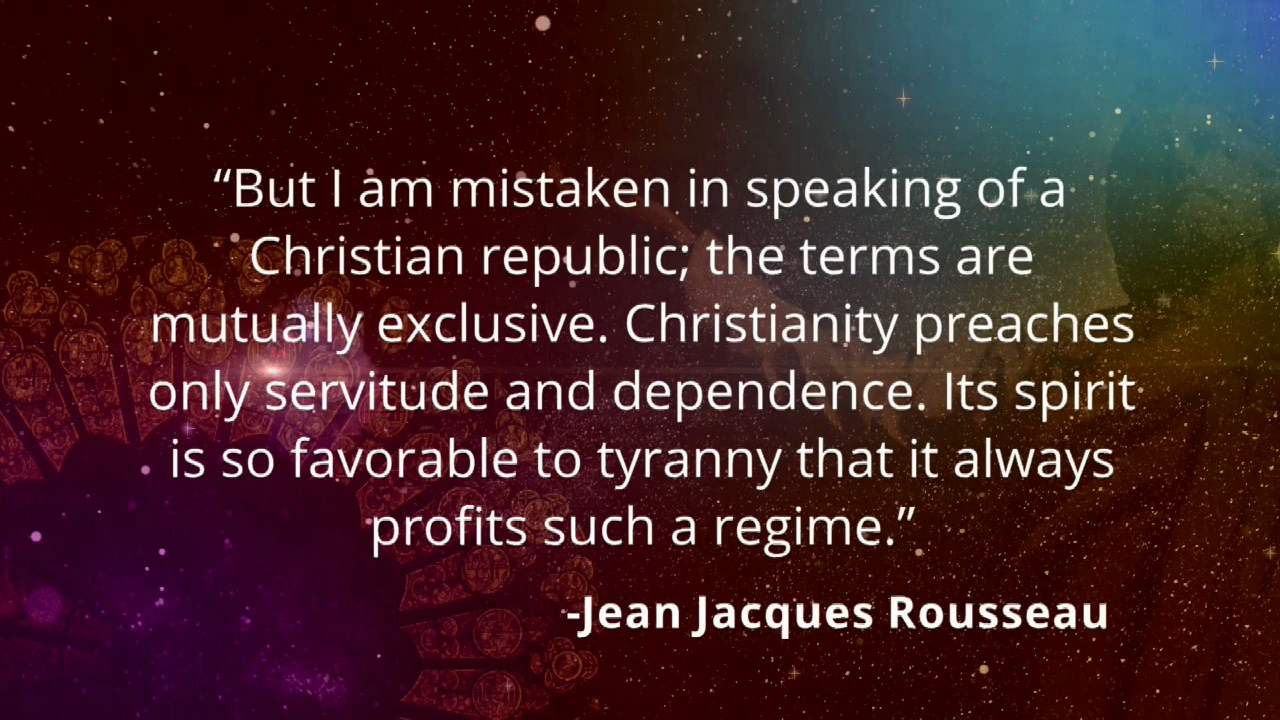 “But I am mistaken in speaking of a
Christian republic; the terms are
mutually exclusive. Christianity preaches
only servitude and dependence. Its spirit
is so favorable to tyranny that it always
profits such a regime.”
-Jean Jacques Rousseau